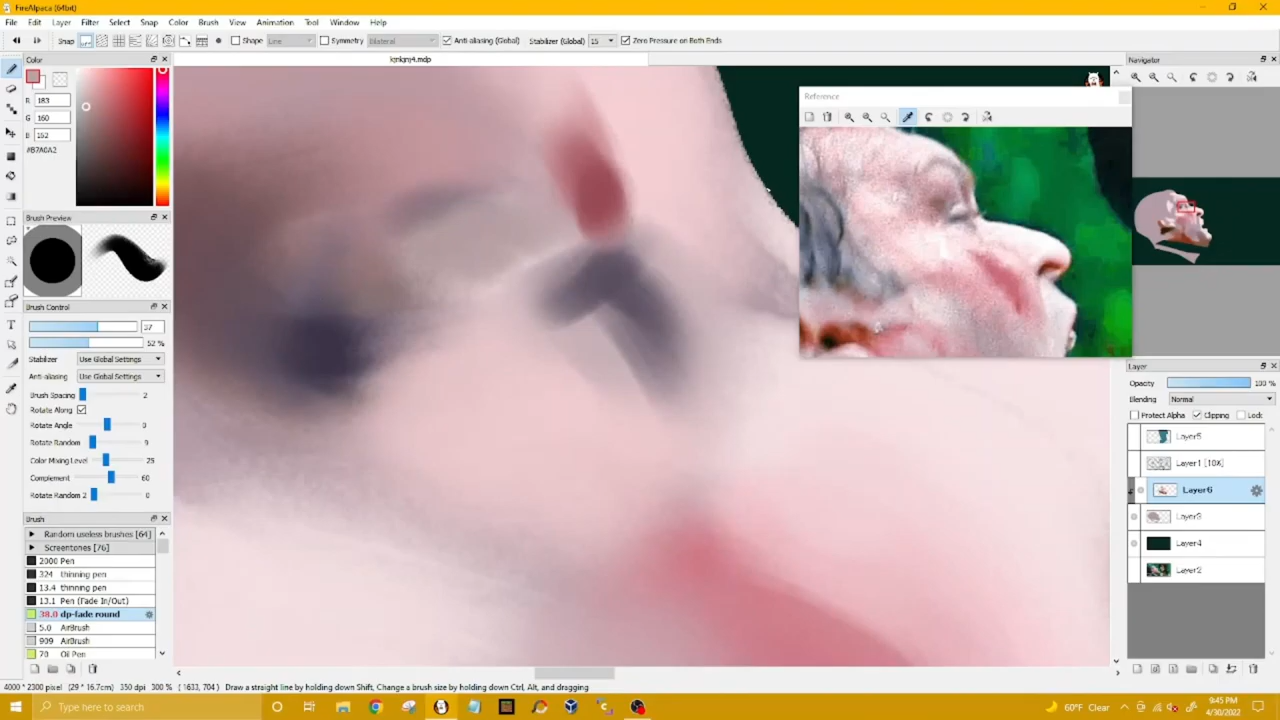 FireAlpaca (64bit)
File Edit Layer Filter Select Snap Color Brush View Animation Tool Window Help
Snap Shape Line Symmetry Bilateral Anti-aliasing (Global) Stabilizer (Global) 15 Zero Pressure on Both Ends
Color
R 183
G 160
B 162
#B7A0A2
kjnknj4.mdp
Reference
Navigator
Brush Preview
Brush Control
37
52 %
Stabilizer Use Global Settings
Anti-aliasing Use Global Settings
Brush Spacing 2
Rotate Along
Rotate Angle 0
Rotate Random 9
Color Mixing Level 25
Complement 60
Rotate Random 2 0
Brush
Random useless brushes [64]
Screentones [76]
2000 Pen
324 thinning pen
13.4 thinning pen
13.1 Pen (Fade In/Out)
38.0 dp-fade round
5.0 AirBrush
909 AirBrush
70 Oil Pen
Layer
Opacity 100 %
Blending Normal
Protect Alpha Clipping Lock
Layer5
Layer1 [10X]
Layer6
Layer3
Layer4
Layer2
4000 * 2300 pixel (29 * 16.7cm) 350 dpi 300 % ( 1633, 704 ) Draw a straight line by holding down Shift, Change a brush size by holding down Ctrl, Alt, and dragging
Type here to search
60°F Clear
9:45 PM
4/30/2022